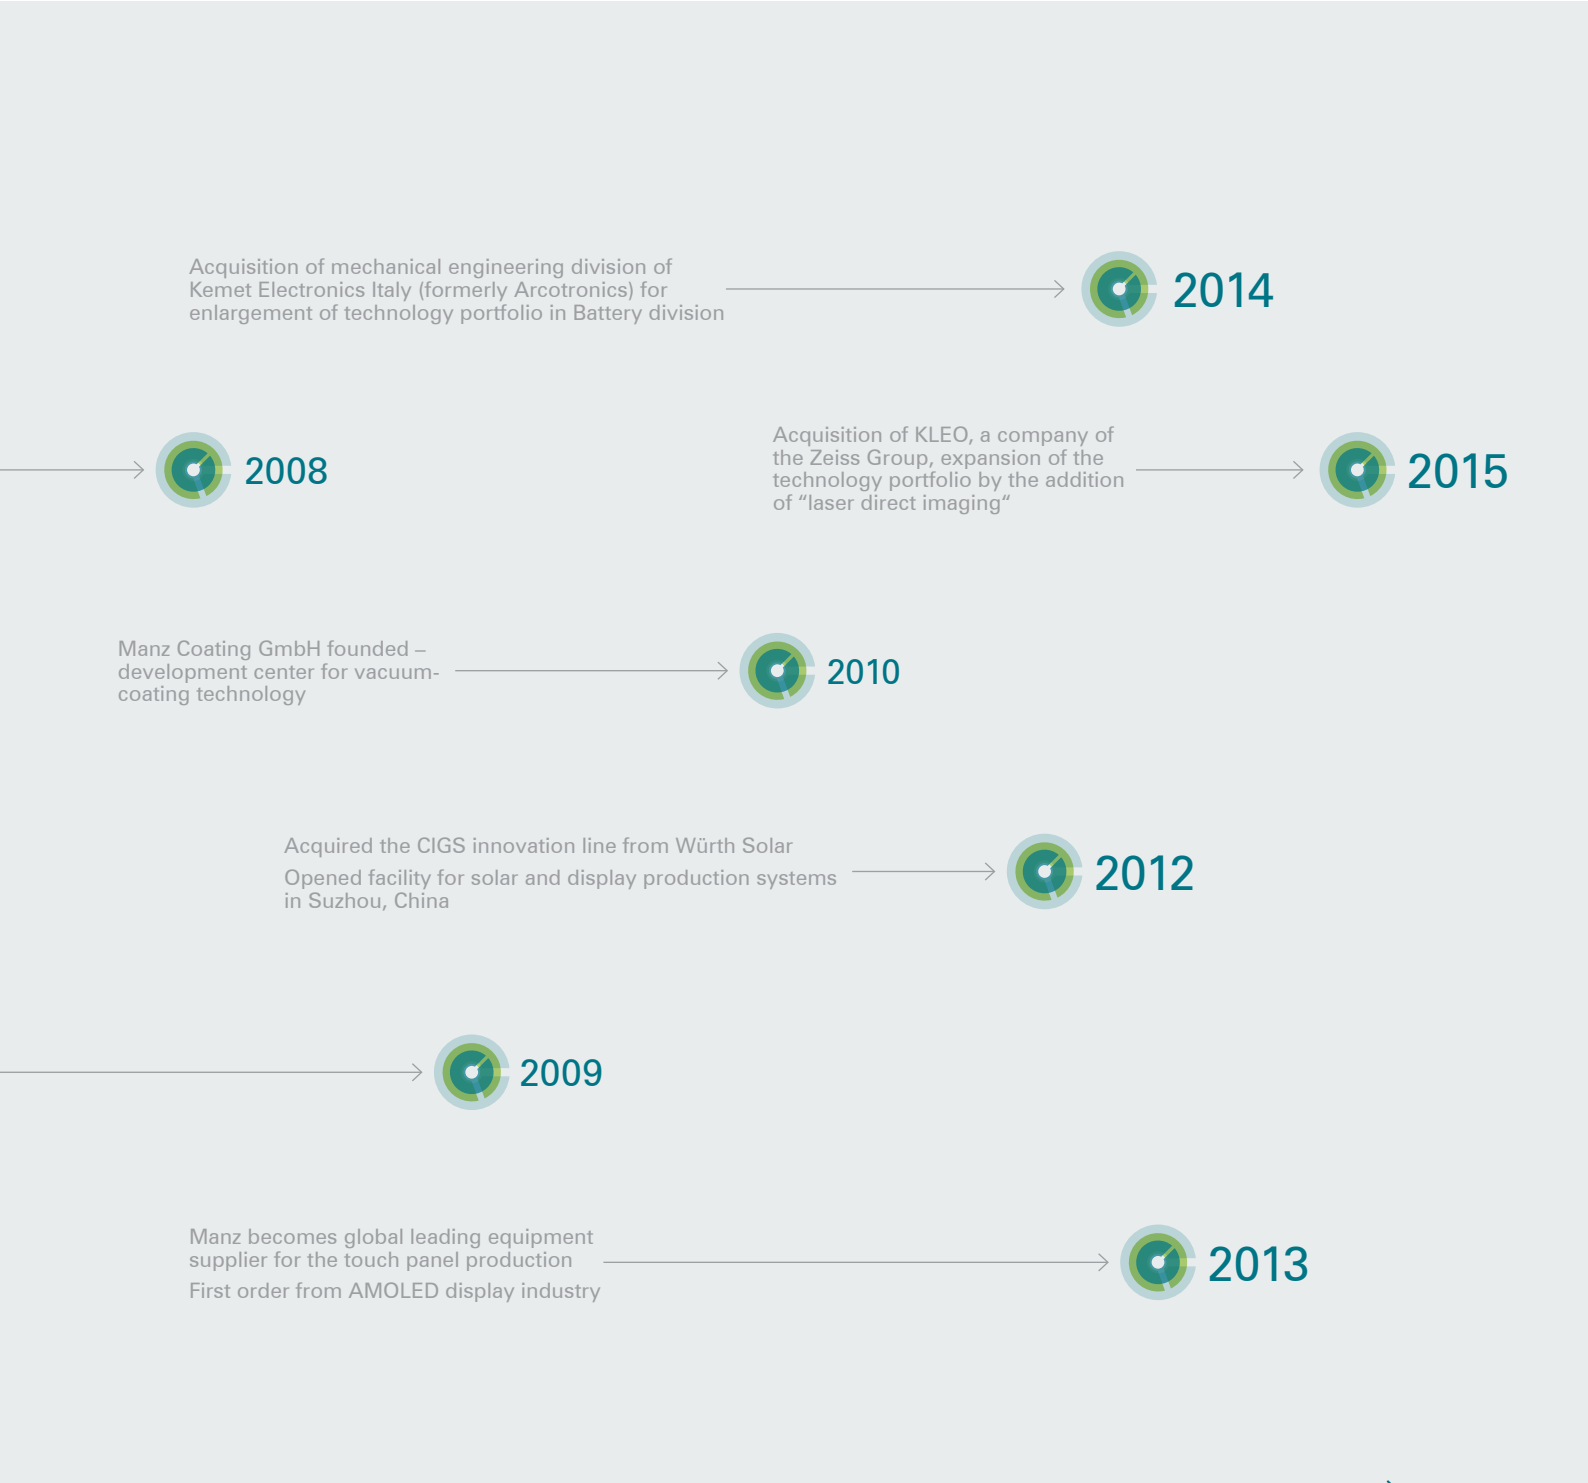 Acquisition of mechanical engineering division of
Kemet Electronics Italy (formerly Arcotronics) for
enlargement of technology portfolio in Battery division
2014
2008
Acquisition of KLEO, a company of
the Zeiss Group, expansion of the
technology portfolio by the addition
of “laser direct imaging“
2015
Manz Coating GmbH founded –
development center for vacuum-
coating technology
2010
Acquired the CIGS innovation line from Würth Solar
Opened facility for solar and display production systems
in Suzhou, China
2012
2009
Manz becomes global leading equipment
supplier for the touch panel production
First order from AMOLED display industry
2013